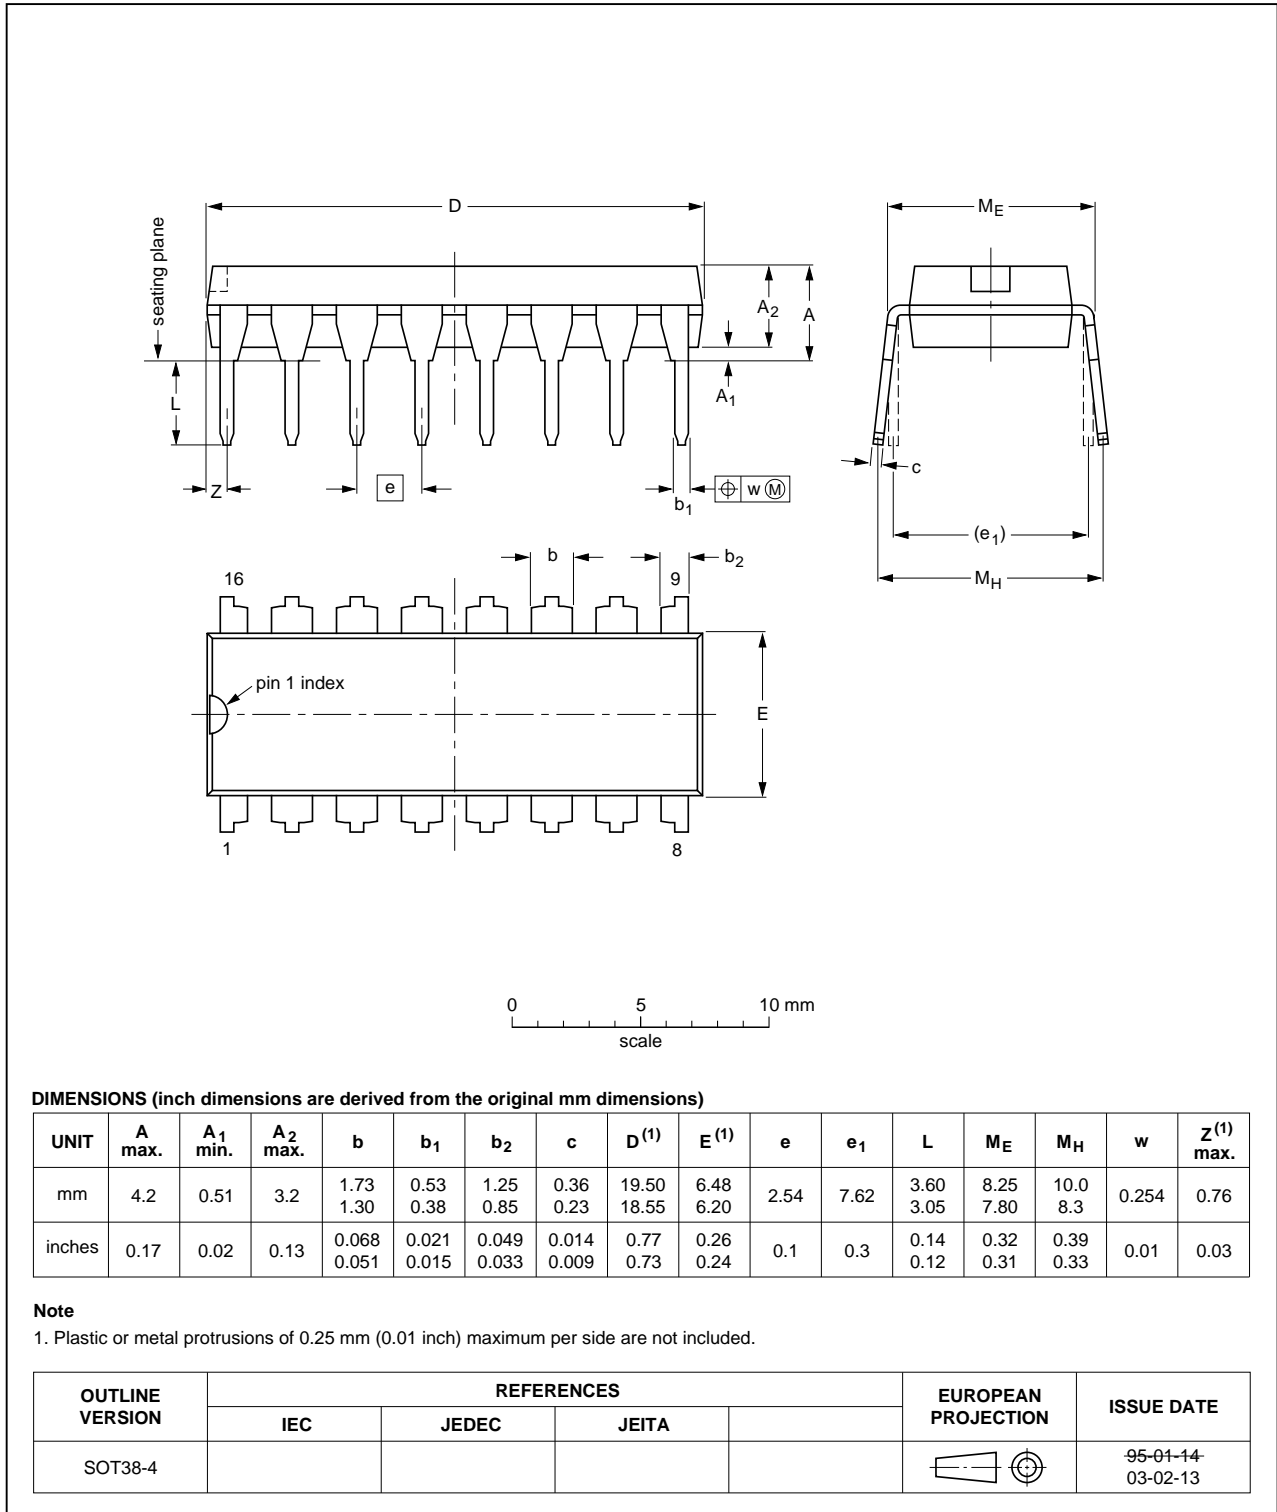 D
ME
seating plane
A2
A
A1
L
Z
e
b1
w M
c
(e1)
MH
b
b2
16
9
pin 1 index
E
1
8
0 5 10 mm
scale
DIMENSIONS (inch dimensions are derived from the original mm dimensions)
UNIT A max. A1 min. A2 max. b b1 b2 c D(1) E(1) e e1 L ME MH w Z(1) max.
mm 4.2 0.51 3.2 1.73 1.30 0.53 0.38 1.25 0.85 0.36 0.23 19.50 18.55 6.48 6.20 2.54 7.62 3.60 3.05 8.25 7.80 10.0 8.3 0.254 0.76
inches 0.17 0.02 0.13 0.068 0.051 0.021 0.015 0.049 0.033 0.014 0.009 0.77 0.73 0.26 0.24 0.1 0.3 0.14 0.12 0.32 0.31 0.39 0.33 0.01 0.03
Note
1. Plastic or metal protrusions of 0.25 mm (0.01 inch) maximum per side are not included.
OUTLINE VERSION
REFERENCES
EUROPEAN PROJECTION
ISSUE DATE
IEC JEDEC JEITA
SOT38-4
95-01-14
03-02-13